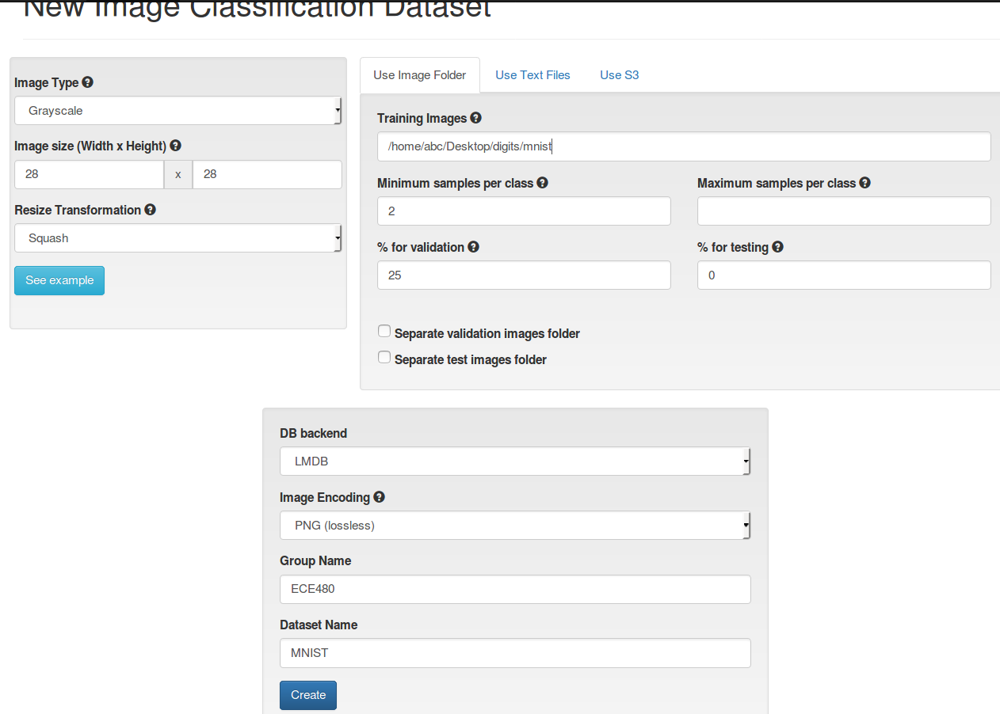 New Image Classification Dataset
Image Type
Grayscale
Image size (Width x Height)
28 x 28
Resize Transformation
Squash
See example
Use Image Folder Use Text Files Use S3
Training Images
/home/abc/Desktop/digits/mnist
Minimum samples per class Maximum samples per class
2
% for validation % for testing
25 0
Separate validation images folder
Separate test images folder
DB backend
LMDB
Image Encoding
PNG (lossless)
Group Name
ECE480
Dataset Name
MNIST
Create